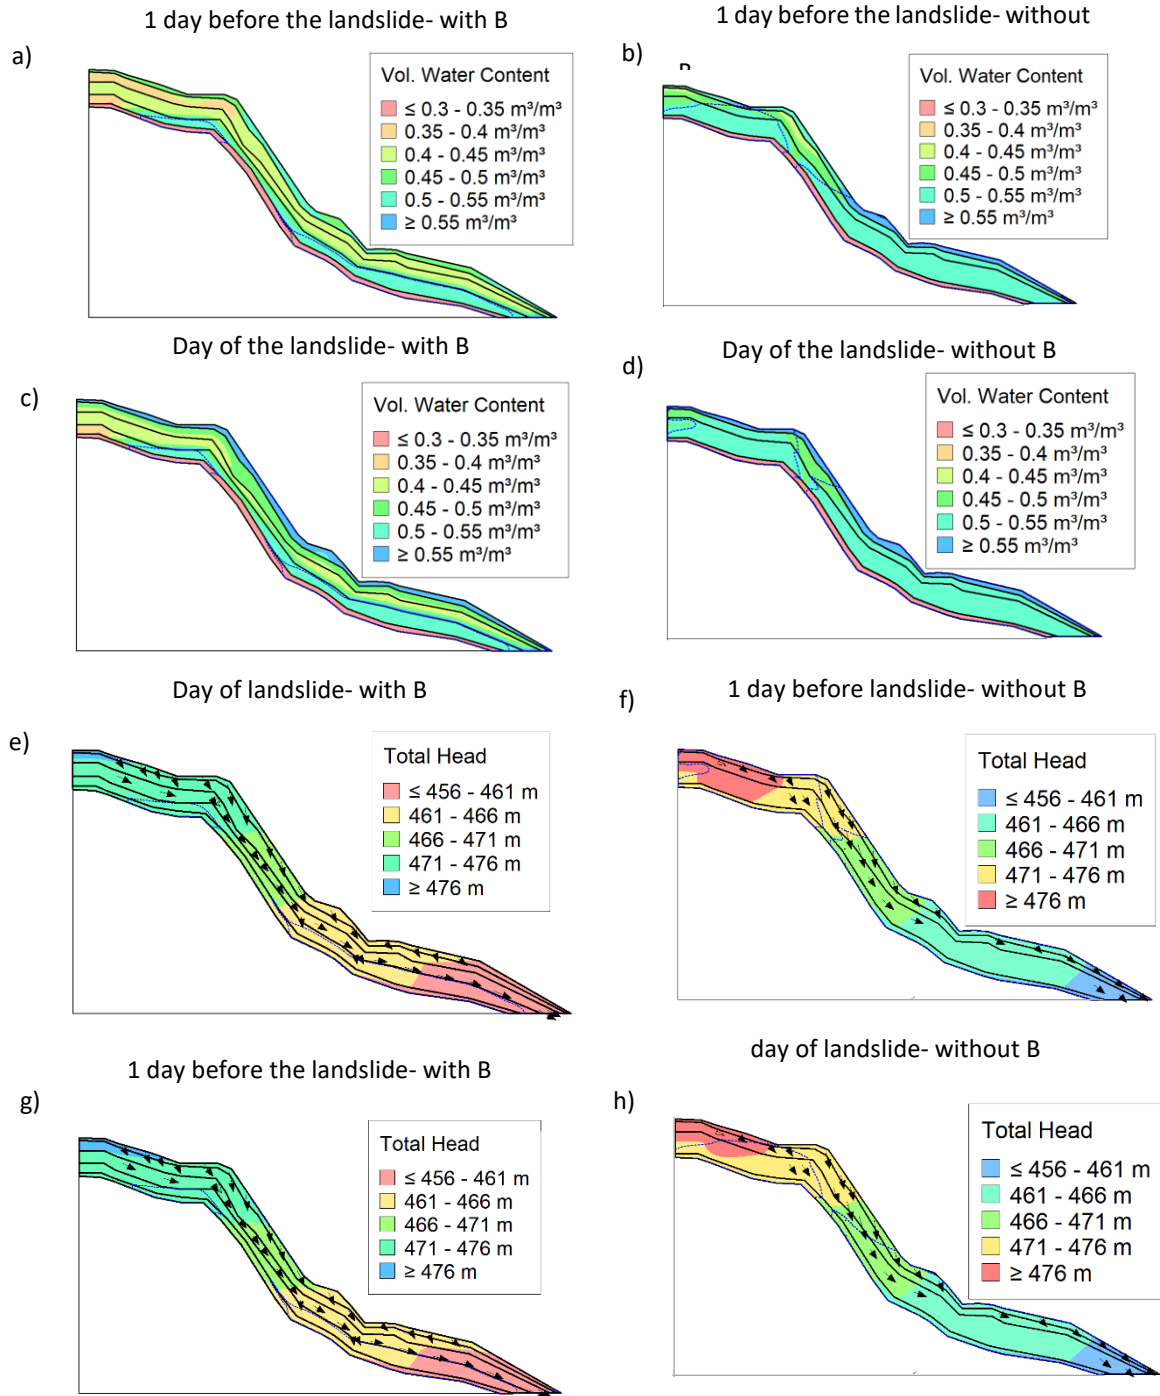 1 day before the landslide- with B
1 day before the landslide- without
a)
b)
Vol. Water Content
≤ 0.3 - 0.35 m³/m³
0.35 - 0.4 m³/m³
0.4 - 0.45 m³/m³
0.45 - 0.5 m³/m³
0.5 - 0.55 m³/m³
≥ 0.55 m³/m³
Vol. Water Content
≤ 0.3 - 0.35 m³/m³
0.35 - 0.4 m³/m³
0.4 - 0.45 m³/m³
0.45 - 0.5 m³/m³
0.5 - 0.55 m³/m³
≥ 0.55 m³/m³
Day of the landslide- with B
Day of the landslide- without B
c)
d)
Vol. Water Content
≤ 0.3 - 0.35 m³/m³
0.35 - 0.4 m³/m³
0.4 - 0.45 m³/m³
0.45 - 0.5 m³/m³
0.5 - 0.55 m³/m³
≥ 0.55 m³/m³
Vol. Water Content
≤ 0.3 - 0.35 m³/m³
0.35 - 0.4 m³/m³
0.4 - 0.45 m³/m³
0.45 - 0.5 m³/m³
0.5 - 0.55 m³/m³
≥ 0.55 m³/m³
Day of landslide- with B
1 day before landslide- without B
e)
f)
Total Head
≤ 456 - 461 m
461 - 466 m
466 - 471 m
471 - 476 m
≥ 476 m
Total Head
≤ 456 - 461 m
461 - 466 m
466 - 471 m
471 - 476 m
≥ 476 m
1 day before the landslide- with B
day of landslide- without B
g)
h)
Total Head
≤ 456 - 461 m
461 - 466 m
466 - 471 m
471 - 476 m
≥ 476 m
Total Head
≤ 456 - 461 m
461 - 466 m
466 - 471 m
471 - 476 m
≥ 476 m